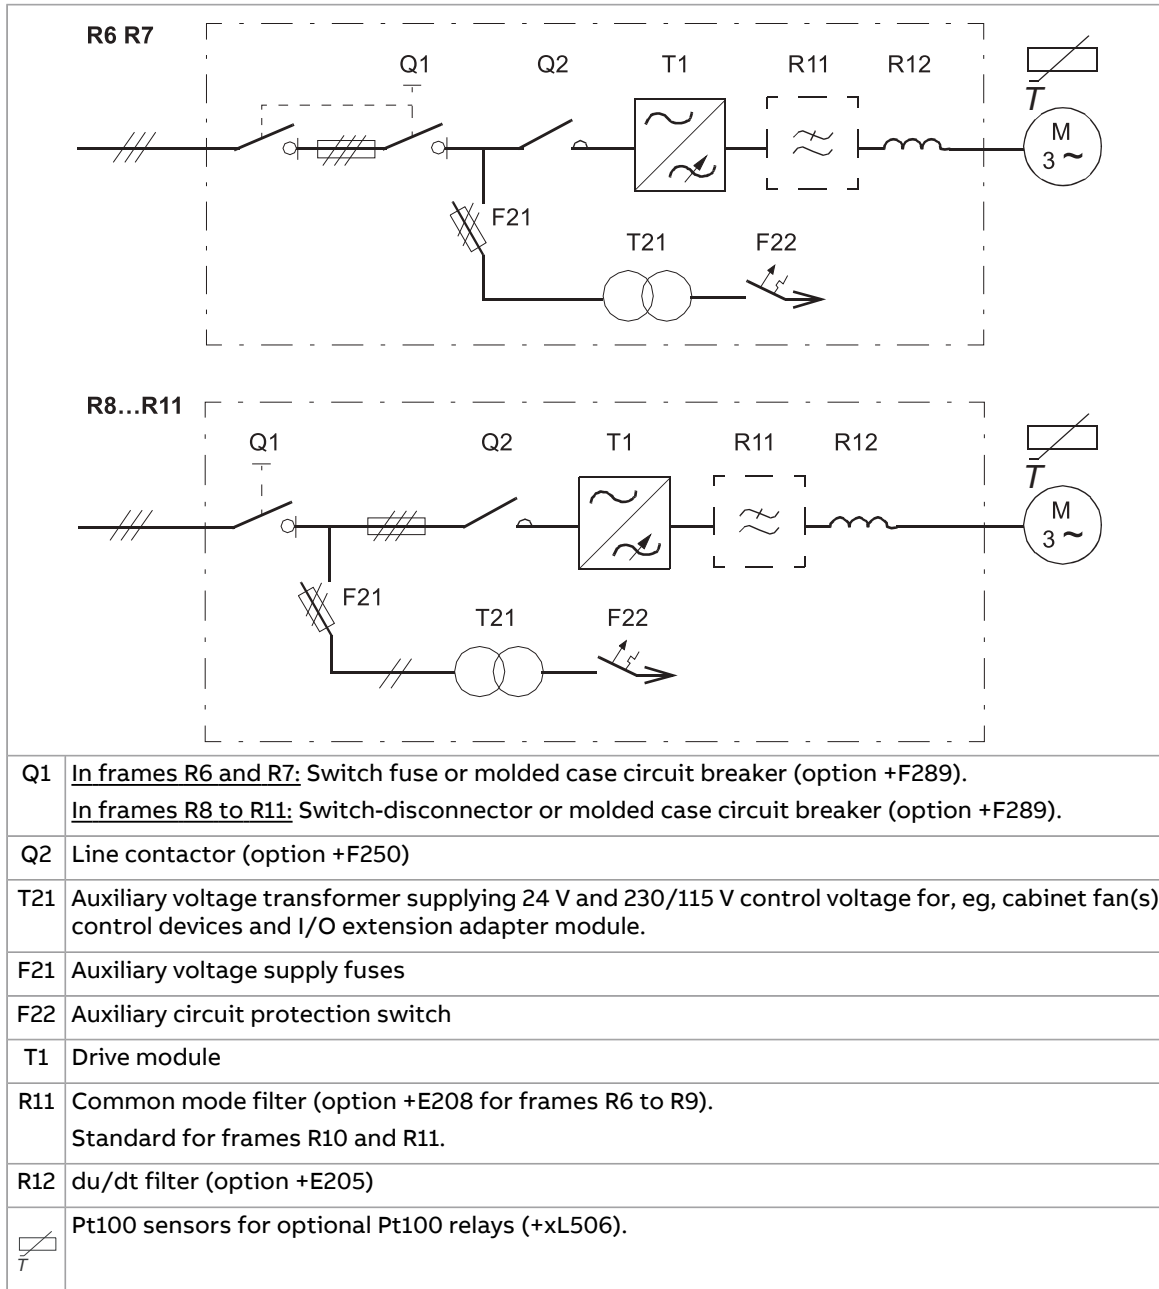 R6 R7
Q1 Q2 T1 R11 R12
T
M
3 ~
F21
T21 F22
R8...R11
Q1 Q2 T1 R11 R12
T
M
3 ~
F21
T21 F22
Q1 In frames R6 and R7: Switch fuse or molded case circuit breaker (option +F289).
In frames R8 to R11: Switch-disconnector or molded case circuit breaker (option +F289).
Q2 Line contactor (option +F250)
T21 Auxiliary voltage transformer supplying 24 V and 230/115 V control voltage for, eg, cabinet fan(s)
control devices and I/O extension adapter module.
F21 Auxiliary voltage supply fuses
F22 Auxiliary circuit protection switch
T1 Drive module
R11 Common mode filter (option +E208 for frames R6 to R9).
Standard for frames R10 and R11.
R12 du/dt filter (option +E205)
Pt100 sensors for optional Pt100 relays (+xL506).
T